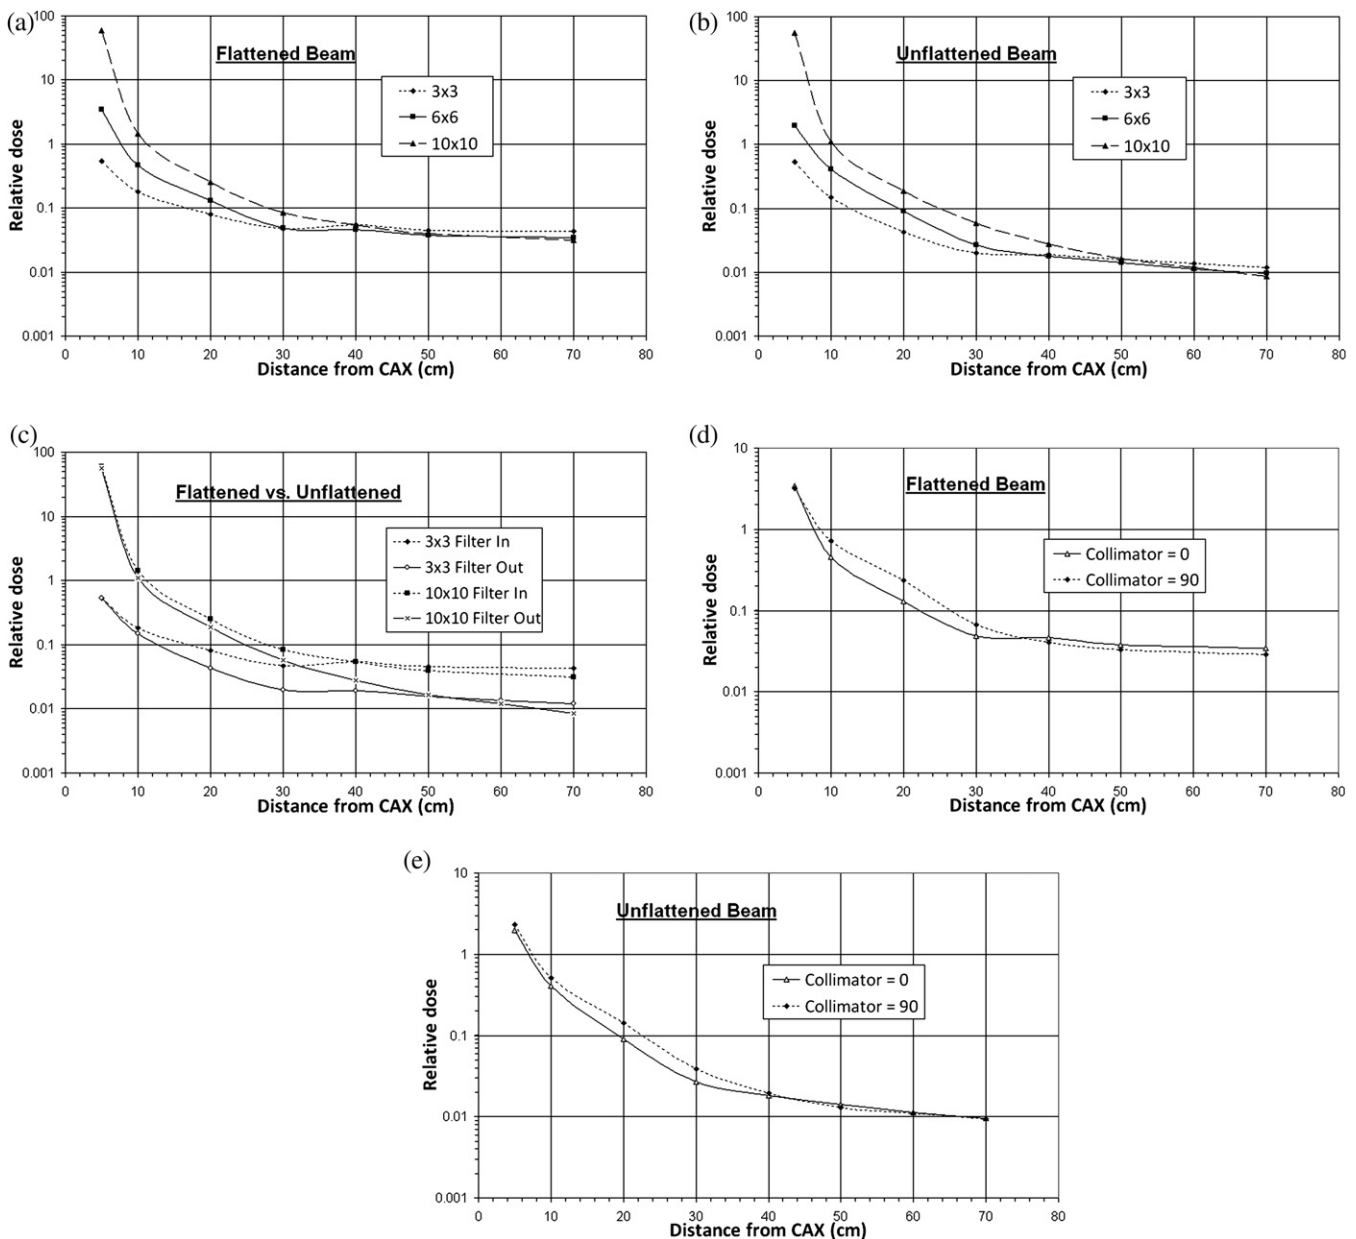 (a)
Flattened Beam
Relative dose
100
10
1
0.1
0.01
0.001
3x3
6x6
10x10
0 10 20 30 40 50 60 70 80
Distance from CAX (cm)
(b)
Unflattened Beam
Relative dose
100
10
1
0.1
0.01
0.001
3x3
6x6
10x10
0 10 20 30 40 50 60 70 80
Distance from CAX (cm)
(c)
Flattened vs. Unflattened
Relative dose
100
10
1
0.1
0.01
0.001
3x3 Filter In
3x3 Filter Out
10x10 Filter In
10x10 Filter Out
0 10 20 30 40 50 60 70 80
Distance from CAX (cm)
(d)
Flattened Beam
Relative dose
10
1
0.1
0.01
0.001
Collimator = 0
Collimator = 90
0 10 20 30 40 50 60 70 80
Distance from CAX (cm)
(e)
Unflattened Beam
Relative dose
10
1
0.1
0.01
0.001
Collimator = 0
Collimator = 90
0 10 20 30 40 50 60 70 80
Distance from CAX (cm)